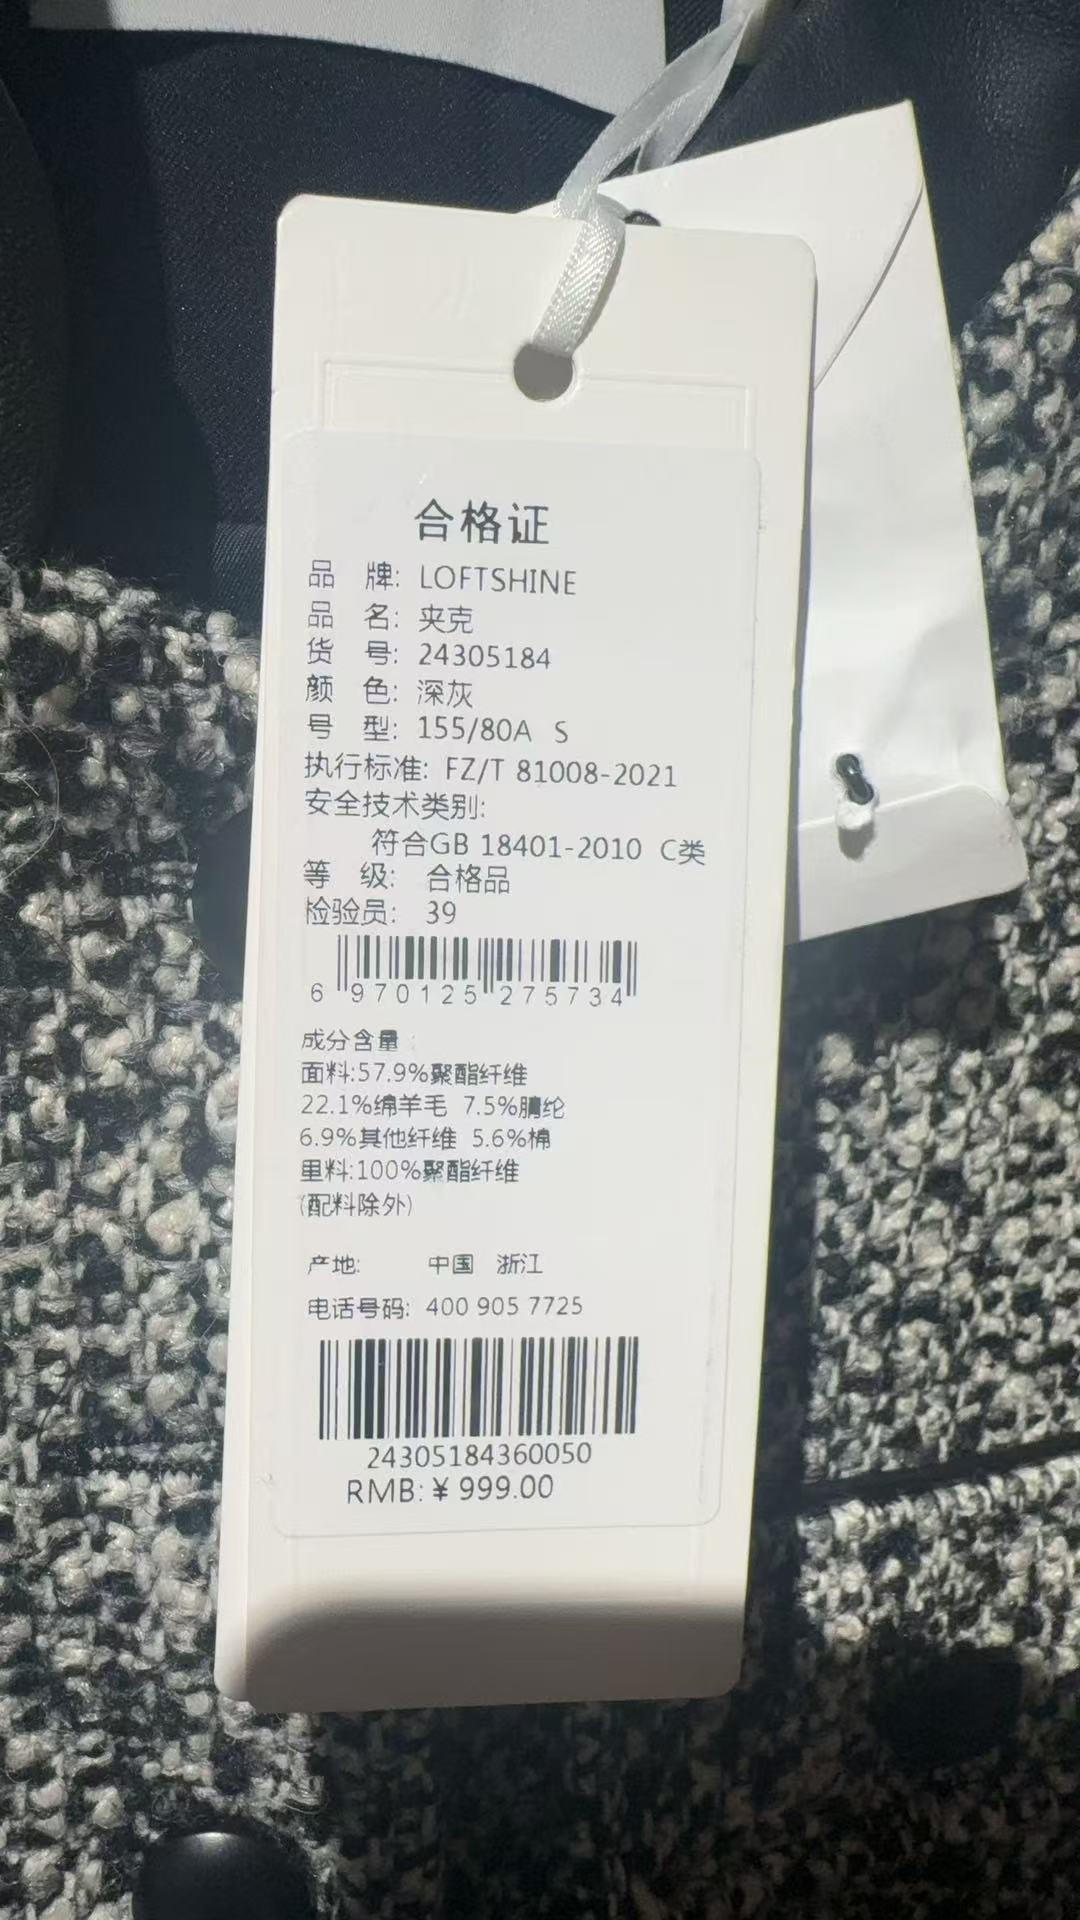 合格证
品 牌: LOFTSHINE
品 名: 夹克
货 号: 24305184
颜 色: 深灰
号 型: 155/80A S
执行标准: FZ/T 81008-2021
安全技术类别:
符合GB 18401-2010 C类
等 级: 合格品
检验员: 39
6 970125 275734
成分含量:
面料:57.9%聚酯纤维
22.1%绵羊毛 7.5%腈纶
6.9%其他纤维 5.6%棉
里料:100%聚酯纤维
(配料除外)
产地: 中国 浙江
电话号码: 400 905 7725
24305184360050
RMB:¥999.00